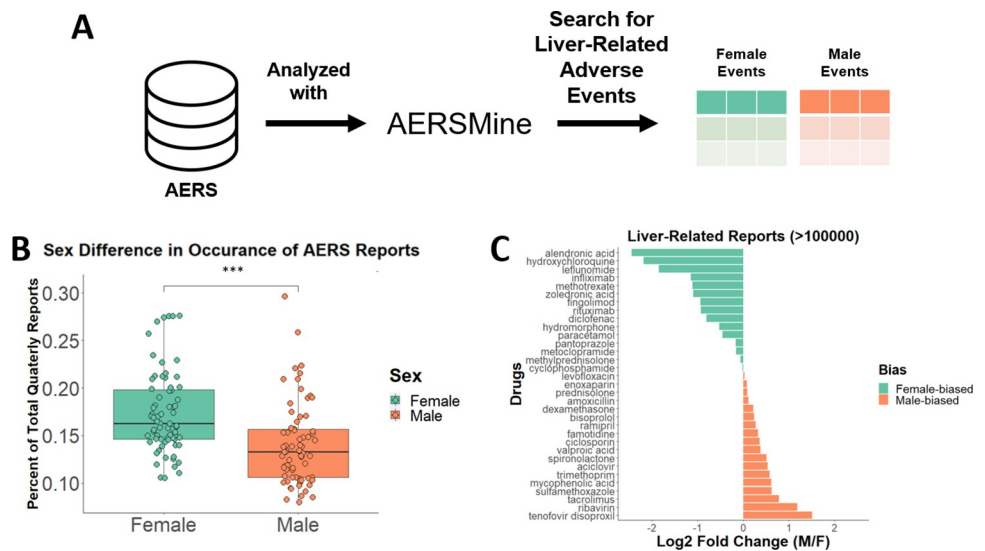 A
Analyzed
with
Search for
Liver-Related
Adverse
Events
Female
Events
Male
Events
AERSMine
AERS
B
Sex Difference in Occurance of AERS Reports
***
Percent of Total Quaterly Reports
0.30
0.25
0.20
0.15
0.10
Female
Male
Sex
Female
Male
C
Liver-Related Reports (>100000)
Drugs
alendronic acid
hydroxychloroquine
leflunomide
infliximab
methotrexate
zoledronic acid
fingolimod
rituximab
diclofenac
hydromorphone
paracetamol
pantoprazole
metoclopramide
methylprednisolone
cyclophosphamide
levofloxacin
enoxaparin
prednisolone
amoxicillin
dexamethasone
bisoprolol
ramipril
famotidine
ciclosporin
valproic acid
spironolactone
aciclovir
trimethoprim
mycophenolic acid
sulfamethoxazole
tacrolimus
ribavirin
tenofovir disoproxil
-2 -1 0 1 2
Log2 Fold Change (M/F)
Bias
Female-biased
Male-biased